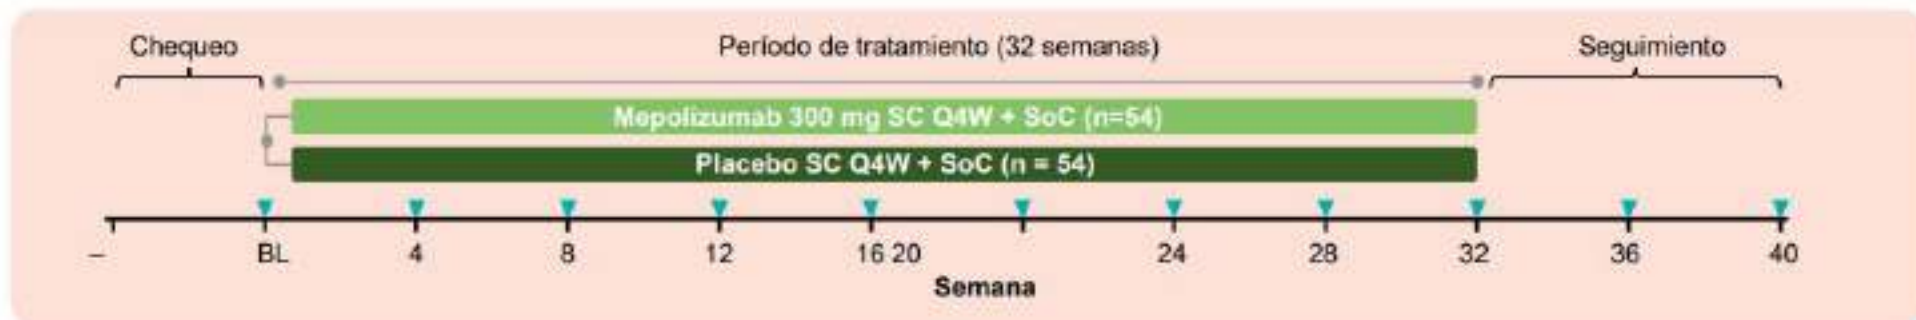 Chequeo Período de tratamiento (32 semanas) Seguimiento
Mepolizumab 300 mg SC Q4W + SoC (n=54)
Placebo SC Q4W + SoC (n = 54)
– BL 4 8 12 16 20 24 28 32 36 40
Semana